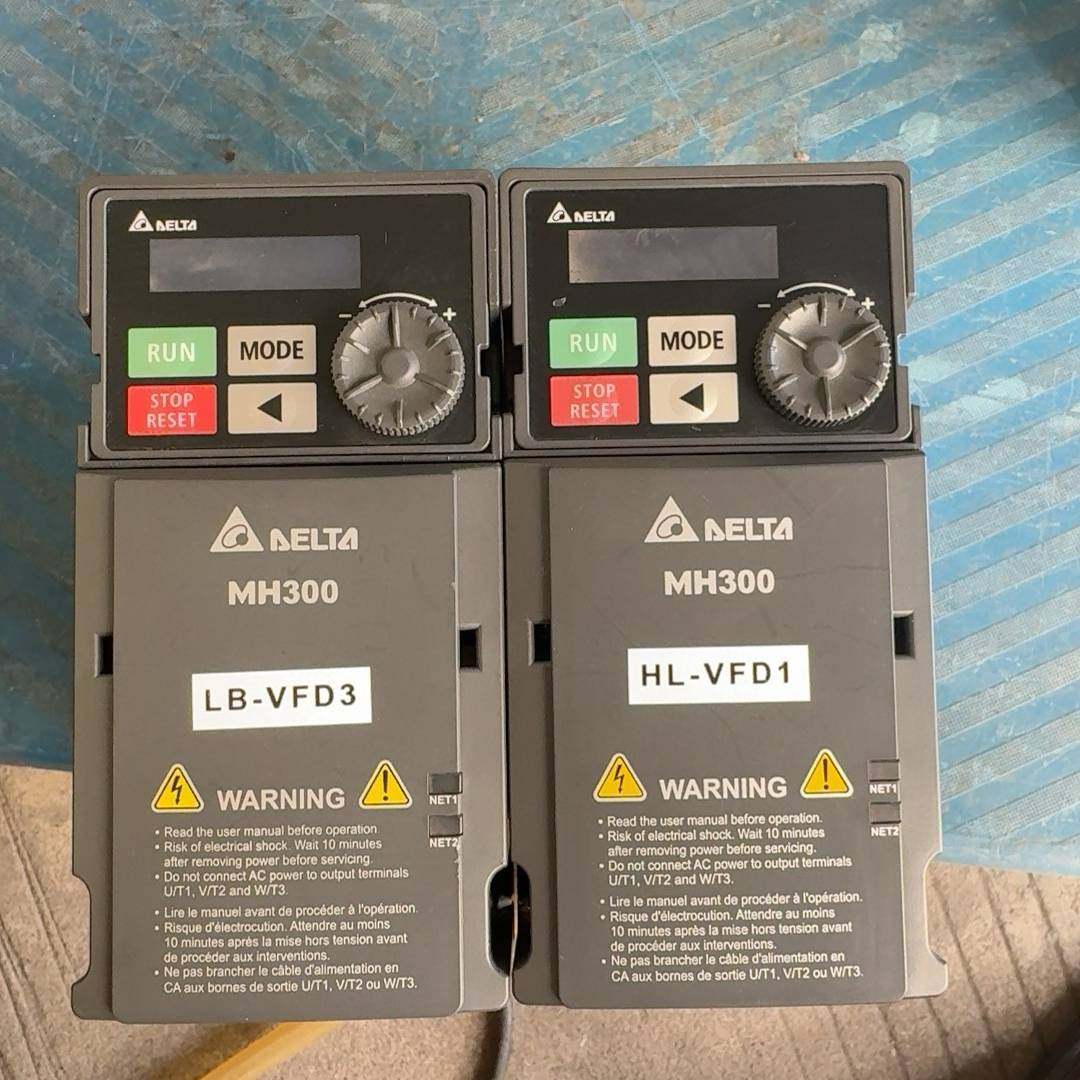 DELTA
RUN
MODE
STOP
RESET
- +
DELTA
MH300
LB-VFD3
WARNING
NET1
NET2
• Read the user manual before operation.
• Risk of electrical shock. Wait 10 minutes
after removing power before servicing.
• Do not connect AC power to output terminals
U/T1, V/T2 and W/T3.
• Lire le manuel avant de procéder à l'opération.
• Risque d'électrocution. Attendre au moins
10 minutes après la mise hors tension avant
de procéder aux interventions.
• Ne pas brancher le câble d'alimentation en
CA aux bornes de sortie U/T1, V/T2 ou W/T3.
DELTA
RUN
MODE
STOP
RESET
- +
DELTA
MH300
HL-VFD1
WARNING
NET1
NET2
• Read the user manual before operation.
• Risk of electrical shock. Wait 10 minutes
after removing power before servicing.
• Do not connect AC power to output terminals
U/T1, V/T2 and W/T3.
• Lire le manuel avant de procéder à l'opération.
• Risque d'électrocution. Attendre au moins
10 minutes après la mise hors tension avant
de procéder aux interventions.
• Ne pas brancher le câble d'alimentation en
CA aux bornes de sortie U/T1, V/T2 ou W/T3.